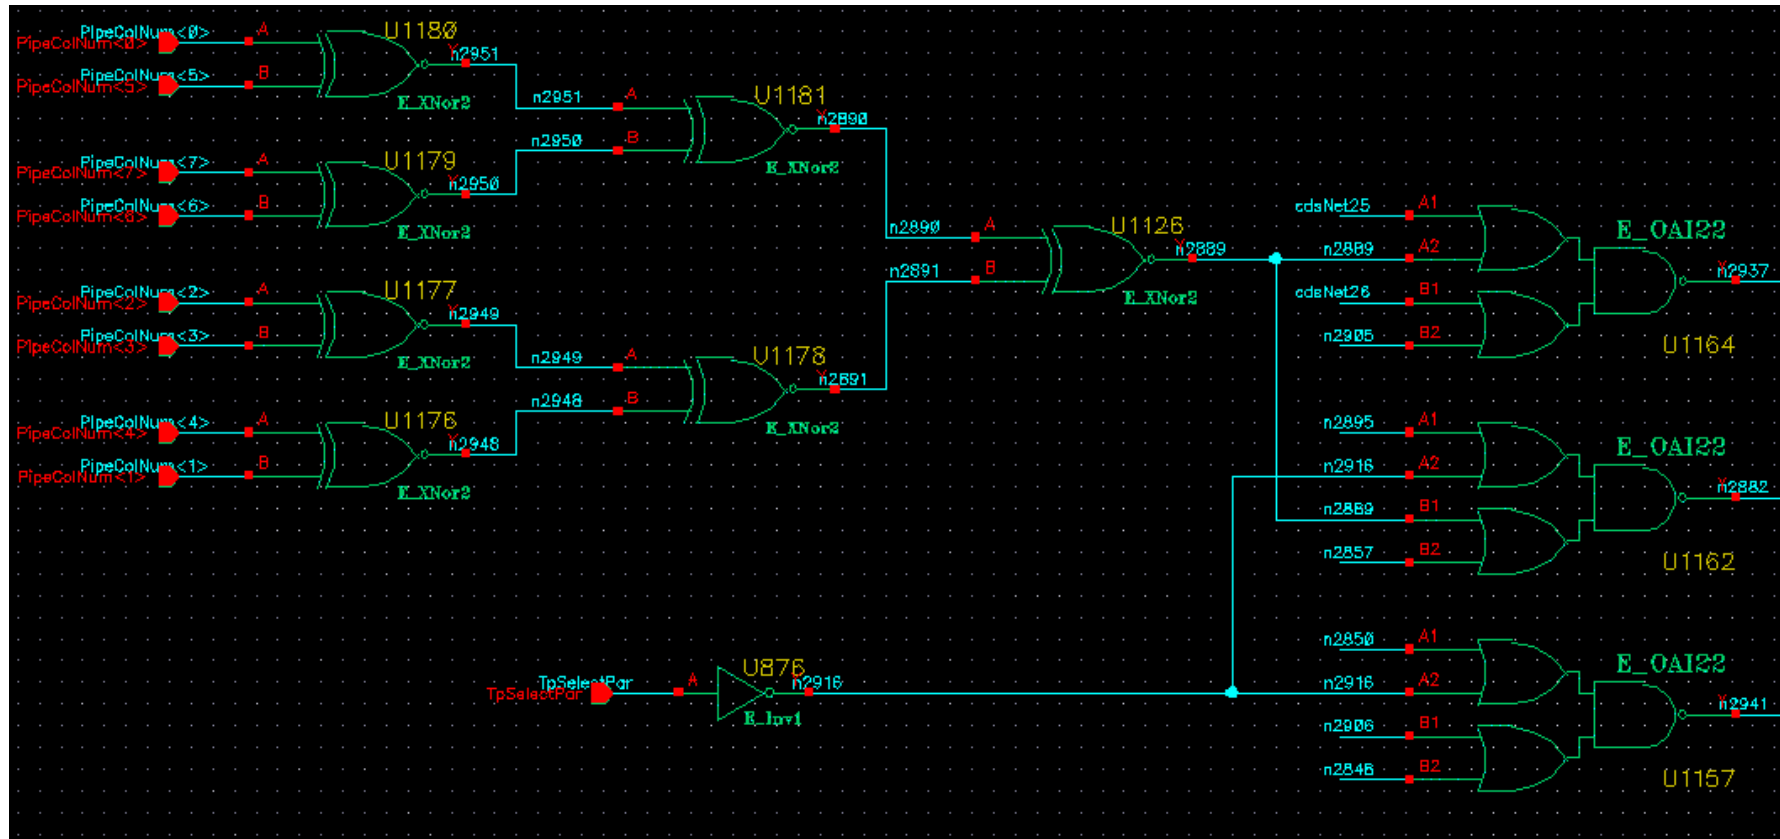 PipeColNum<0>
PipeColNum<0>
A
U1180
Y
n2951
PipeColNum<5>
PipeColNum<5>
B
E_XNor2
n2951
A
U1181
Y
n2890
n2950
B
E_XNor2
PipeColNum<7>
PipeColNum<7>
A
U1179
Y
n2950
PipeColNum<6>
PipeColNum<6>
B
E_XNor2
n2890
A
U1126
Y
n2889
n2891
B
E_XNor2
cdsNet25
A1
E_OAI22
n2889
A2
Y
n2937
cdsNet26
B1
n2905
B2
U1164
PipeColNum<2>
PipeColNum<2>
A
U1177
Y
n2949
PipeColNum<3>
PipeColNum<3>
B
E_XNor2
n2949
A
U1178
Y
n2891
n2948
B
E_XNor2
PipeColNum<4>
PipeColNum<4>
A
U1176
Y
n2948
PipeColNum<1>
PipeColNum<1>
B
E_XNor2
n2895
A1
E_OAI22
n2916
A2
Y
n2882
n2889
B1
n2857
B2
U1162
TpSelectPar
TpSelectPar
A
U876
Y
n2916
E_Inv1
n2850
A1
E_OAI22
n2916
A2
Y
n2941
n2906
B1
n2846
B2
U1157